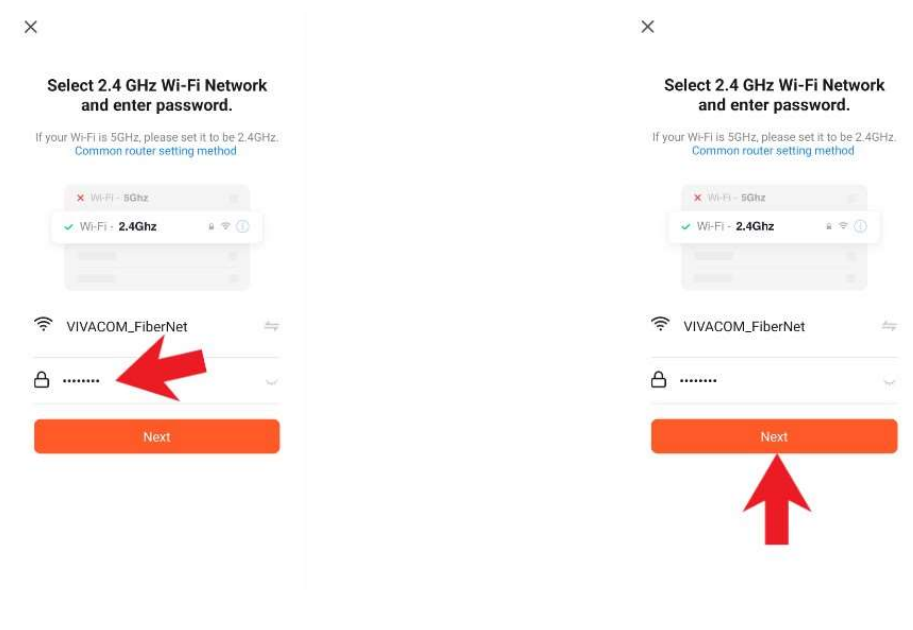 Select 2.4 GHz Wi-Fi Network
and enter password.
If your Wi-Fi is 5GHz, please set it to be 2.4GHz.
Common router setting method
Wi-Fi - 5Ghz
Wi-Fi - 2.4Ghz
VIVACOM_FiberNet
••••••••
Next
Select 2.4 GHz Wi-Fi Network
and enter password.
If your Wi-Fi is 5GHz, please set it to be 2.4GHz.
Common router setting method
Wi-Fi - 5Ghz
Wi-Fi - 2.4Ghz
VIVACOM_FiberNet
••••••••
Next